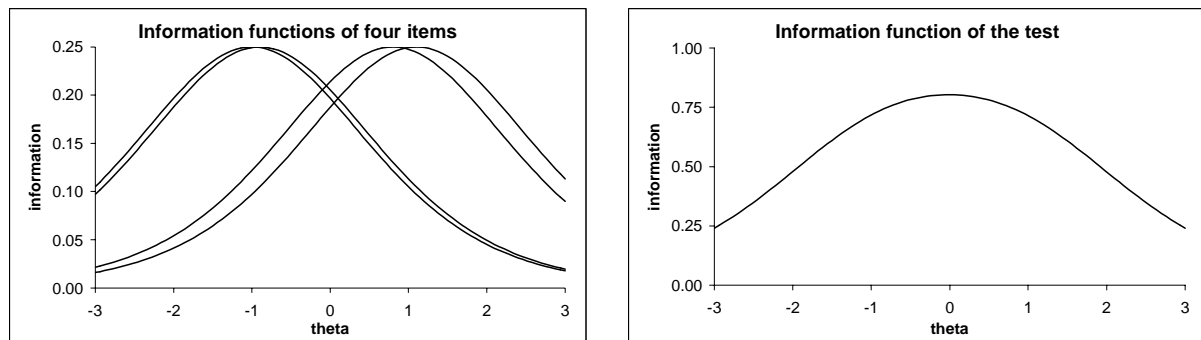 Information functions of four items
0.25
0.20
0.15
0.10
0.05
0.00
information
-3 -2 -1 0 1 2 3
theta
Information function of the test
1.00
0.75
0.50
0.25
0.00
information
-3 -2 -1 0 1 2 3
theta